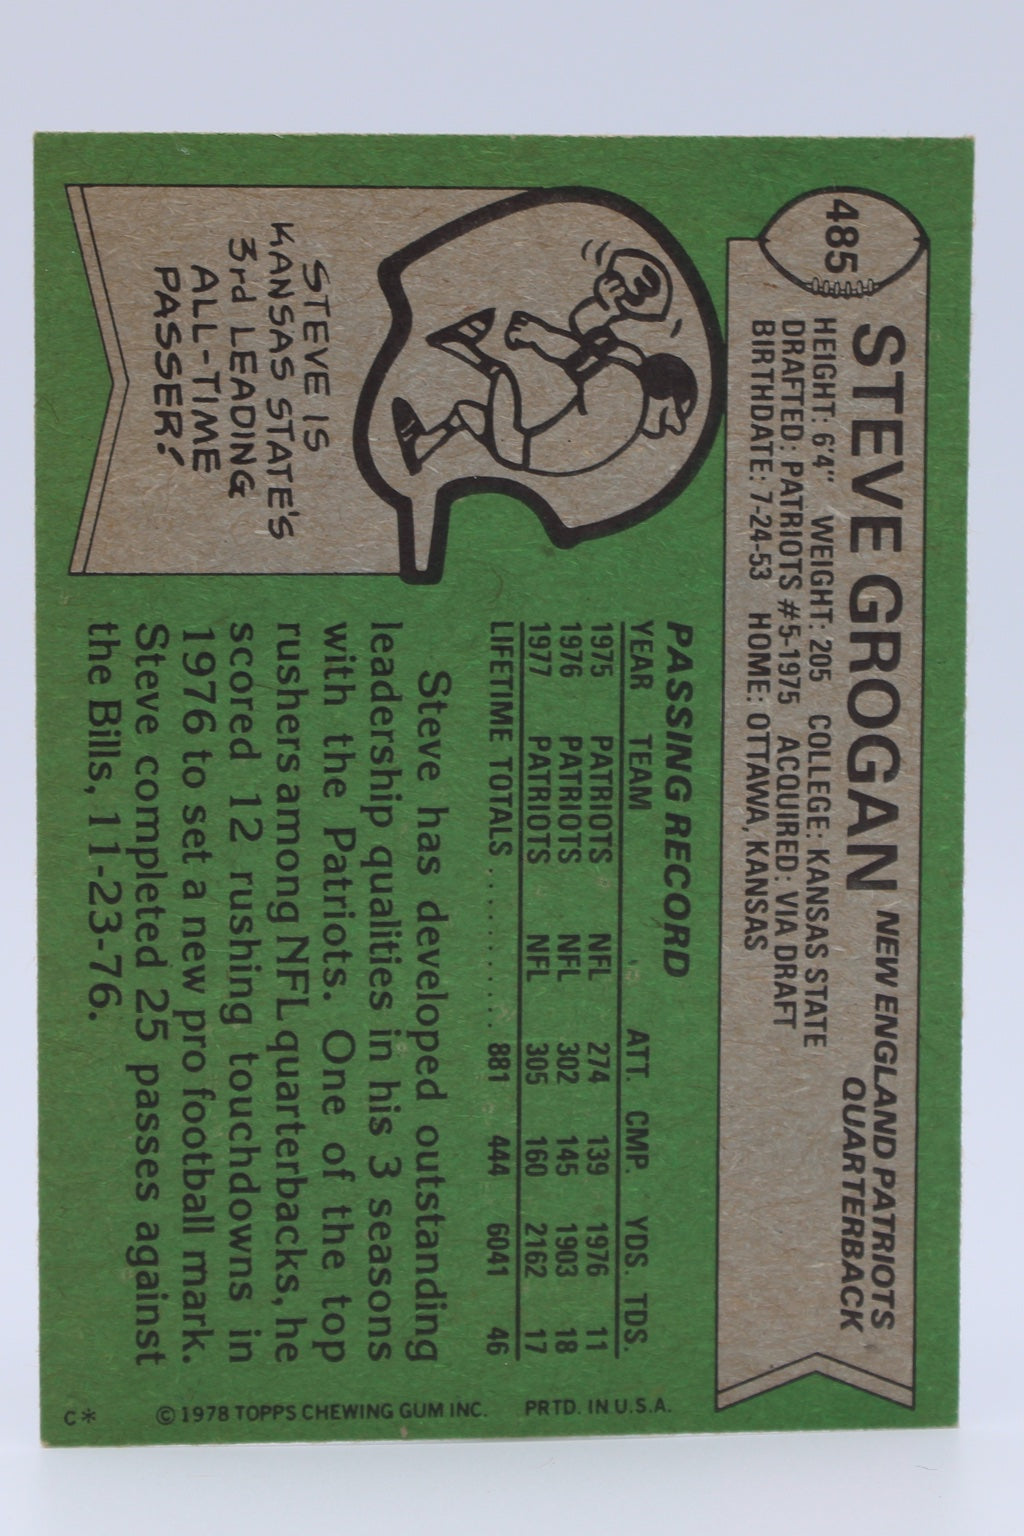 485
STEVE GROGAN
NEW ENGLAND PATRIOTS
QUARTERBACK
HEIGHT: 6'4" WEIGHT: 205 COLLEGE: KANSAS STATE
DRAFTED: PATRIOTS #5-1975 ACQUIRED: VIA DRAFT
BIRTHDATE: 7-24-53 HOME: OTTAWA, KANSAS
STEVE IS
KANSAS STATE'S
3rd LEADING
ALL-TIME
PASSER!
PASSING RECORD
YEAR TEAM ATT. CMP. YDS. TDS.
1975 PATRIOTS NFL 274 139 1976 11
1976 PATRIOTS NFL 302 145 1903 18
1977 PATRIOTS NFL 305 160 2162 17
LIFETIME TOTALS .......... 881 444 6041 46
Steve has developed outstanding
leadership qualities in his 3 seasons
with the Patriots. One of the top
rushers among NFL quarterbacks, he
scored 12 rushing touchdowns in
1976 to set a new pro football mark.
Steve completed 25 passes against
the Bills, 11-23-76.
PRTD. IN U.S.A.
© 1978 TOPPS CHEWING GUM INC.
C*